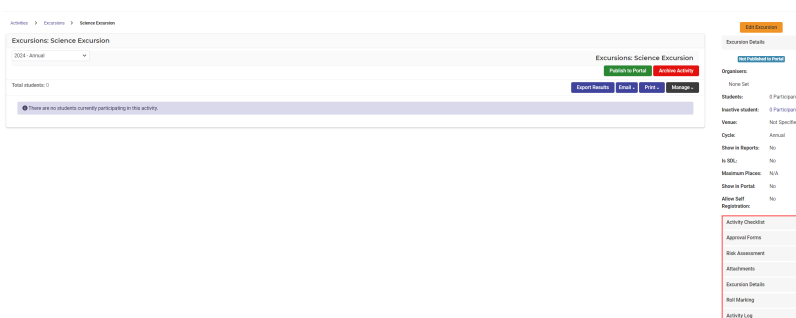 Activities > Excursions > Science Excursion
Excursions: Science Excursion
2024 - Annual
Excursions: Science Excursion
Publish to Portal
Archive Activity
Total students: 0
Export Results
Email
Print
Manage
There are no students currently participating in this activity.
Edit Excursion
Excursion Details
Not Published to Portal
Organisers:
None Set
Students: 0 Participan
Inactive student: 0 Participan
Venue: Not Specifie
Cycle: Annual
Show in Reports: No
Is SDL: No
Maximum Places: N/A
Show in Portal: No
Allow Self No
Registration:
Activity Checklist
Approval Forms
Risk Assessment
Attachments
Excursion Details
Roll Marking
Activity Log